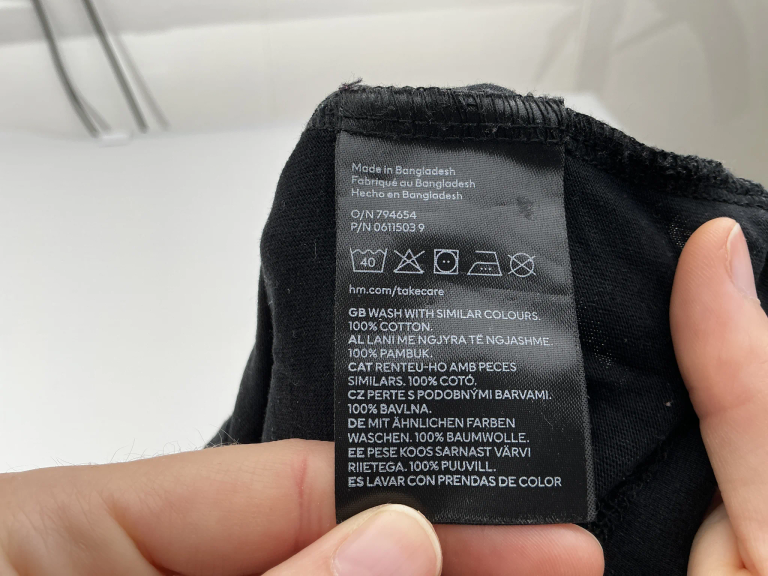 Made in Bangladesh
Fabriqué au Bangladesh
Hecho en Bangladesh
O/N 794654
P/N 0611503 9
40
hm.com/takecare
GB WASH WITH SIMILAR COLOURS.
100% COTTON.
AL LANI ME NGJYRA TË NGJASHME.
100% PAMBUK.
CAT RENTEU-HO AMB PECES
SIMILARS. 100% COTÓ.
CZ PERTE S PODOBNÝMI BARVAMI.
100% BAVLNA.
DE MIT ÄHNLICHEN FARBEN
WASCHEN. 100% BAUMWOLLE.
EE PESE KOOS SARNAST VÄRVI
RIIETEGA. 100% PUUVILL.
ES LAVAR CON PRENDAS DE COLOR